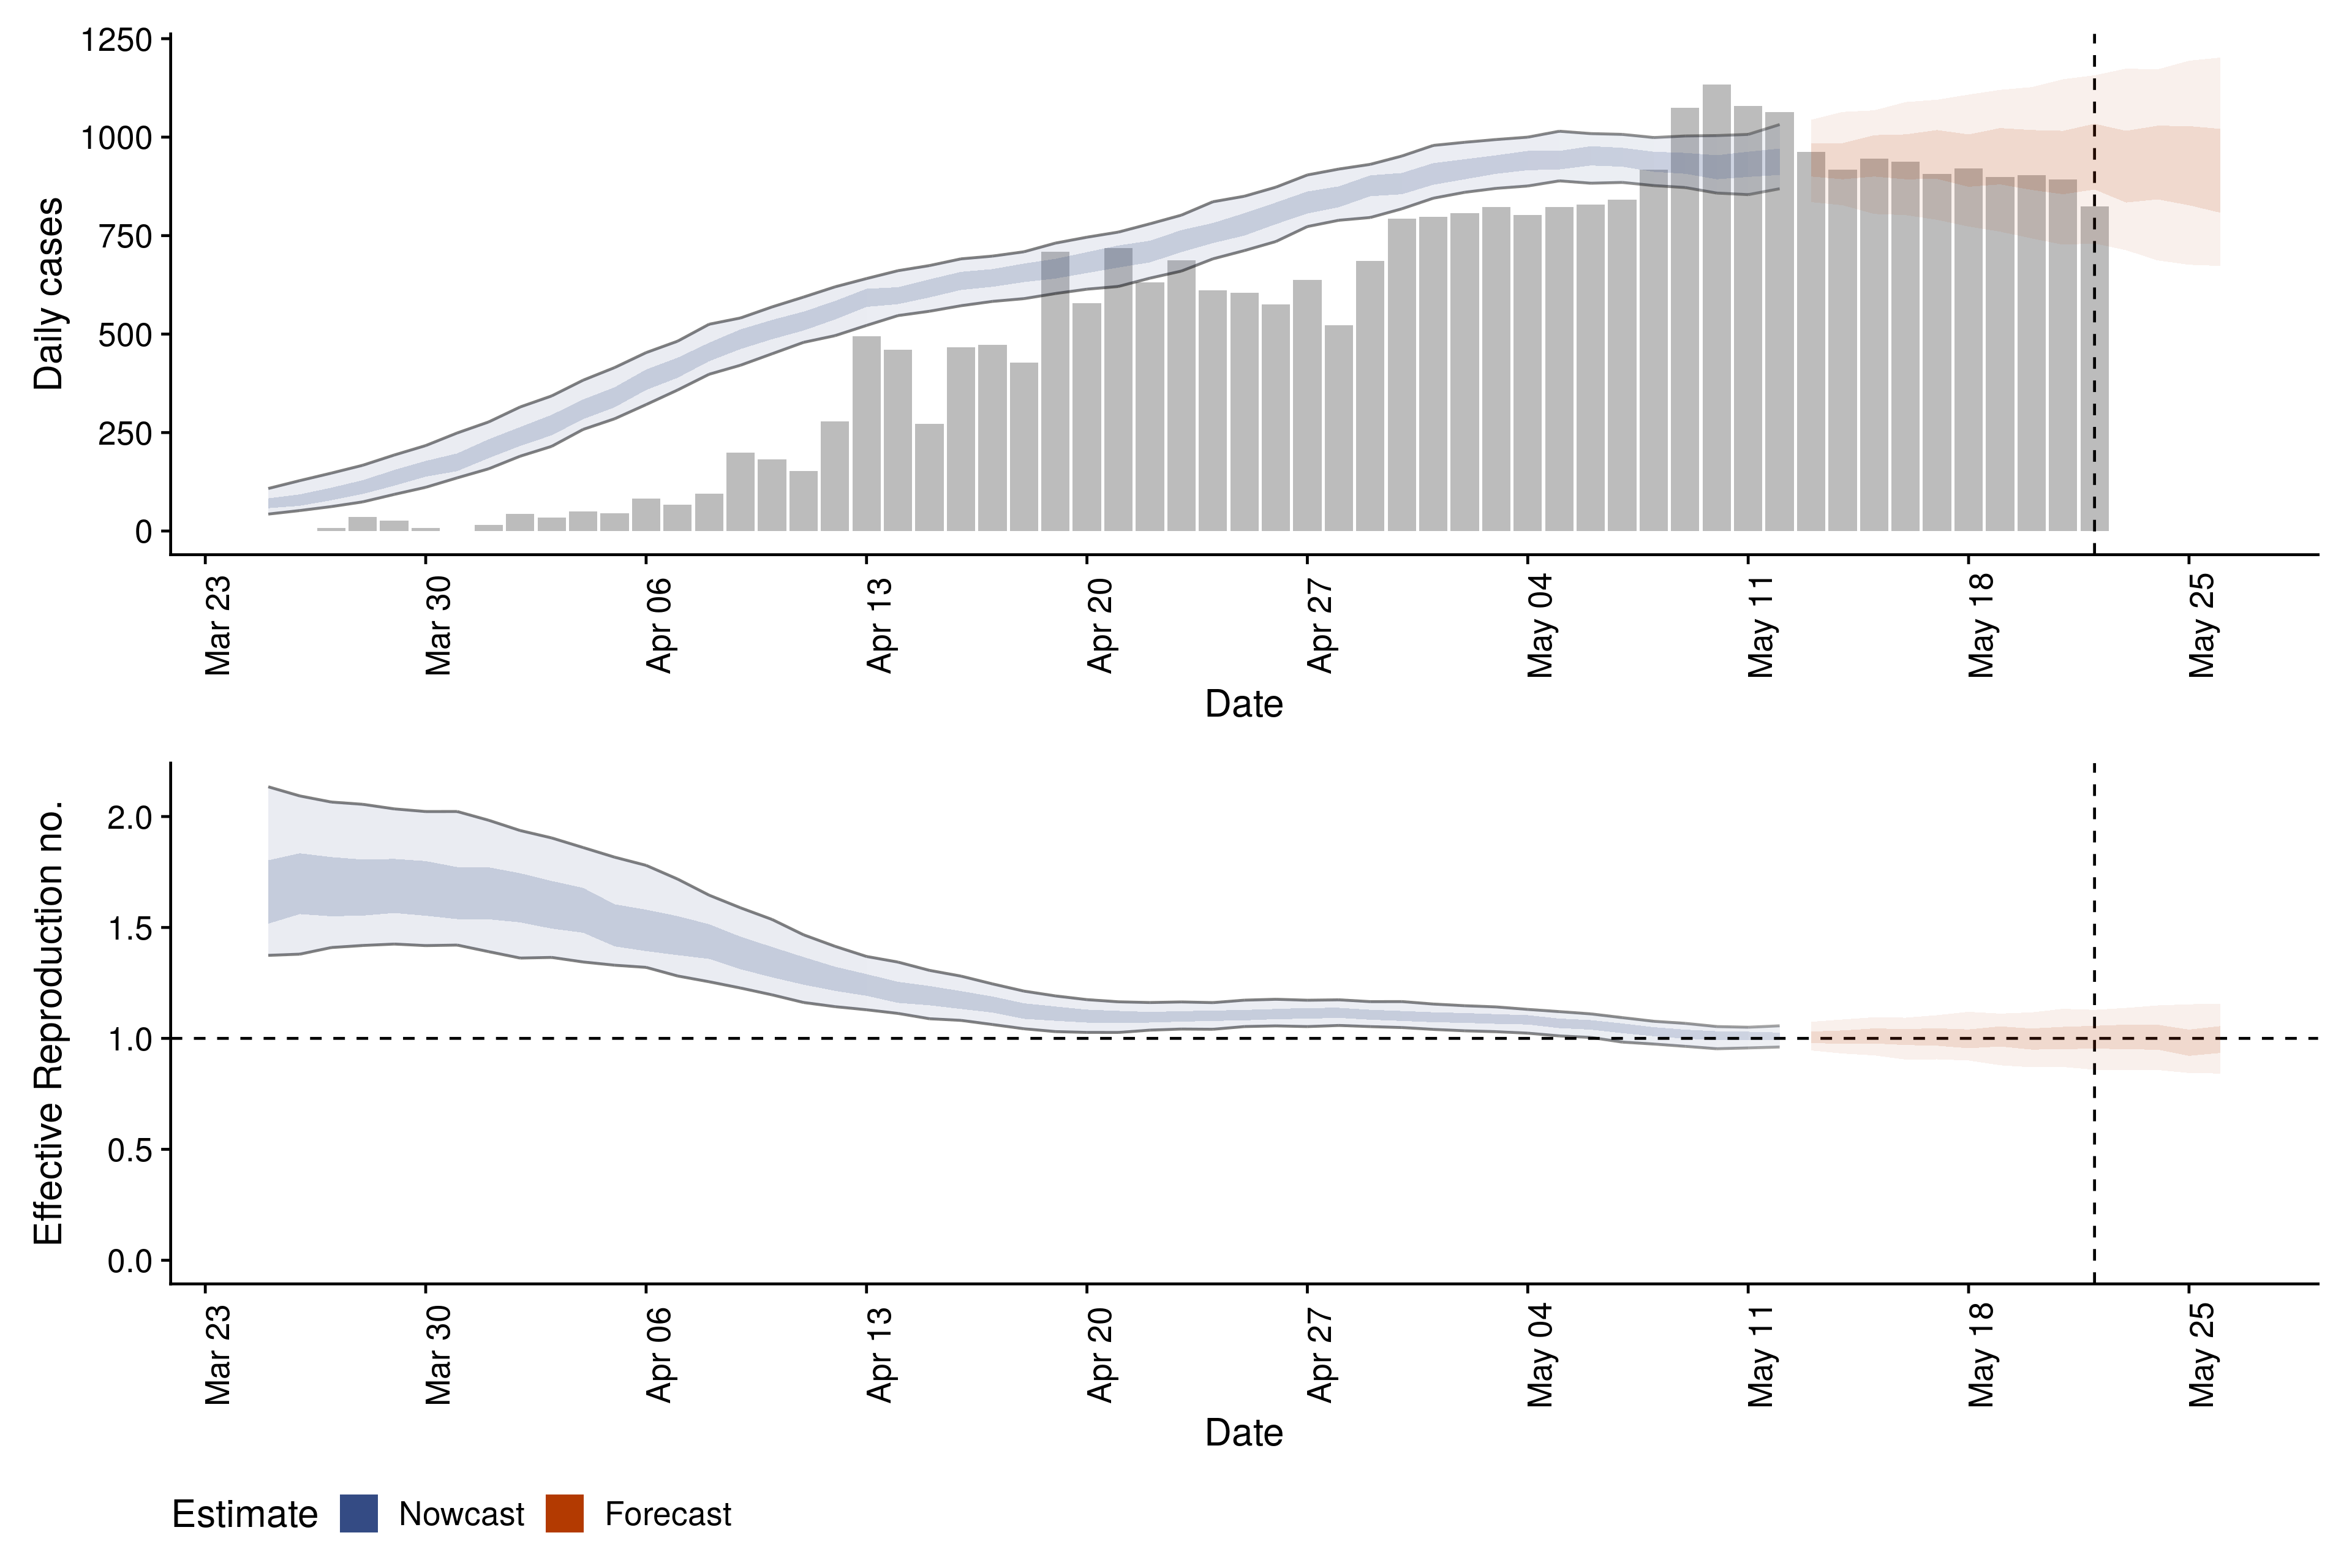 Daily cases
1250
1000
750
500
250
0
Mar 23
Mar 30
Apr 06
Apr 13
Apr 20
Apr 27
May 04
May 11
May 18
May 25
Date
Effective Reproduction no.
2.0
1.5
1.0
0.5
0.0
Mar 23
Mar 30
Apr 06
Apr 13
Apr 20
Apr 27
May 04
May 11
May 18
May 25
Date
Estimate Nowcast Forecast